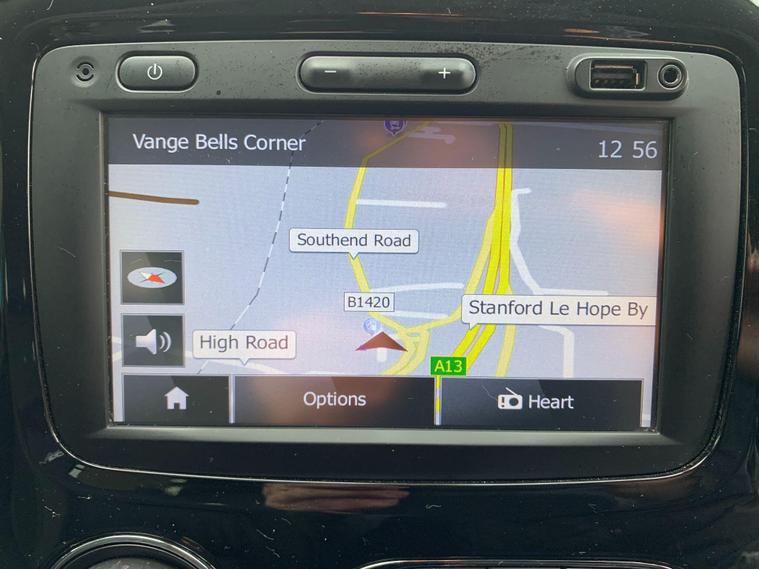 Vange Bells Corner
12 56
Southend Road
B1420
Stanford Le Hope By
High Road
A13
Options
Heart